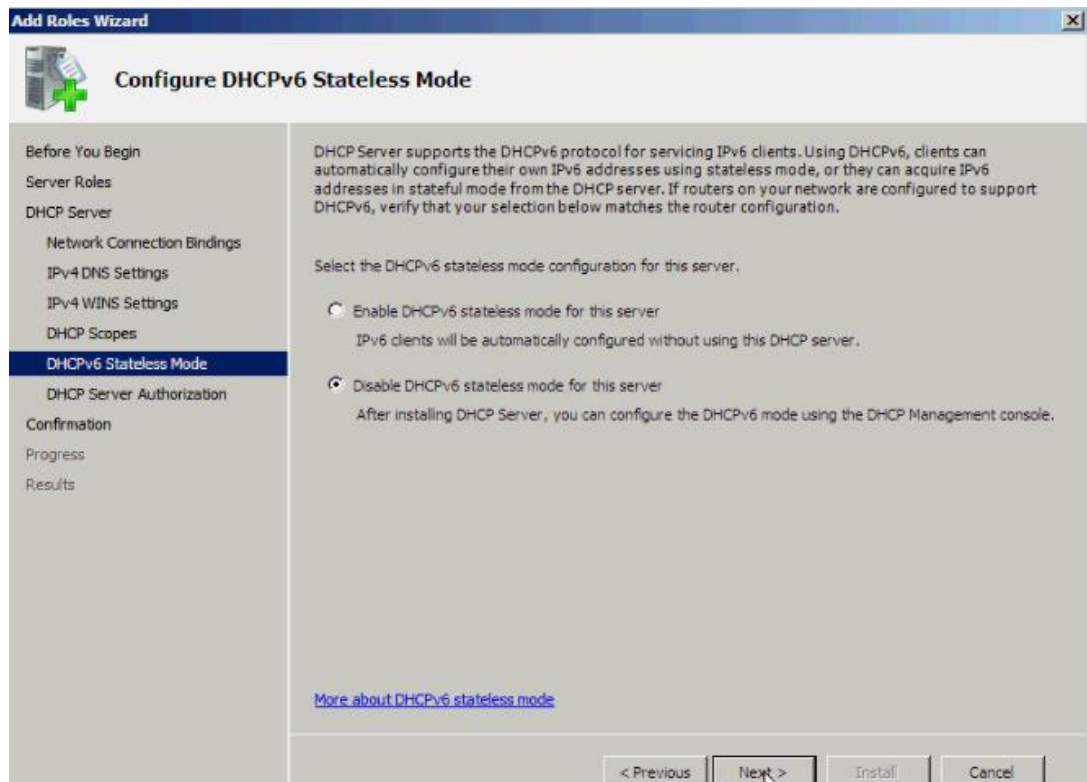 Add Roles Wizard
Configure DHCPv6 Stateless Mode
Before You Begin
Server Roles
DHCP Server
Network Connection Bindings
IPv4 DNS Settings
IPv4 WINS Settings
DHCP Scopes
DHCPv6 Stateless Mode
DHCP Server Authorization
Confirmation
Progress
Results
DHCP Server supports the DHCPv6 protocol for servicing IPv6 clients. Using DHCPv6, clients can
automatically configure their own IPv6 addresses using stateless mode, or they can acquire IPv6
addresses in stateful mode from the DHCP server. If routers on your network are configured to support
DHCPv6, verify that your selection below matches the router configuration.
Select the DHCPv6 stateless mode configuration for this server.
Enable DHCPv6 stateless mode for this server
IPv6 clients will be automatically configured without using this DHCP server.
Disable DHCPv6 stateless mode for this server
After installing DHCP Server, you can configure the DHCPv6 mode using the DHCP Management console.
More about DHCPv6 stateless mode
< Previous
Next >
Install
Cancel